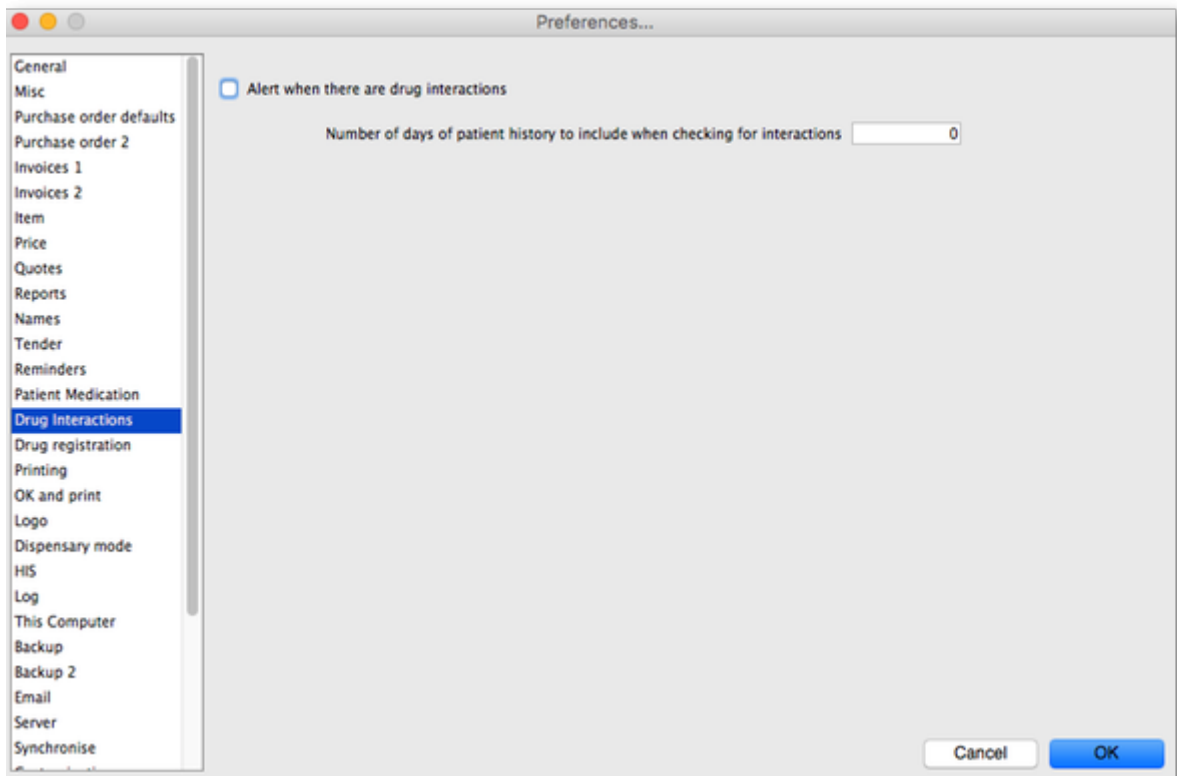 Preferences...
General
Misc
Purchase order defaults
Purchase order 2
Invoices 1
Invoices 2
Item
Price
Quotes
Reports
Names
Tender
Reminders
Patient Medication
Drug Interactions
Drug registration
Printing
OK and print
Logo
Dispensary mode
HIS
Log
This Computer
Backup
Backup 2
Email
Server
Synchronise
Alert when there are drug interactions
Number of days of patient history to include when checking for interactions 0
Cancel OK